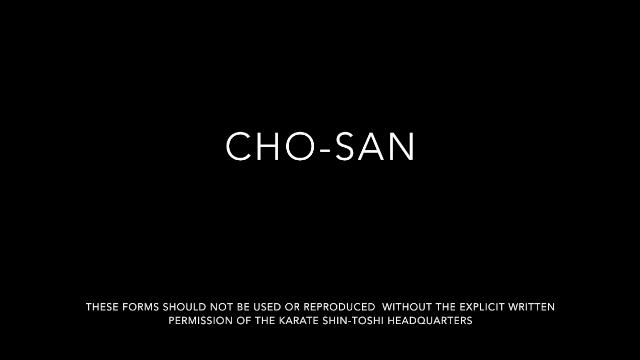 CHO-SAN
THESE FORMS SHOULD NOT BE USED OR REPRODUCED  WITHOUT THE EXPLICIT WRITTEN
PERMISSION OF THE KARATE SHIN-TOSHI HEADQUARTERS